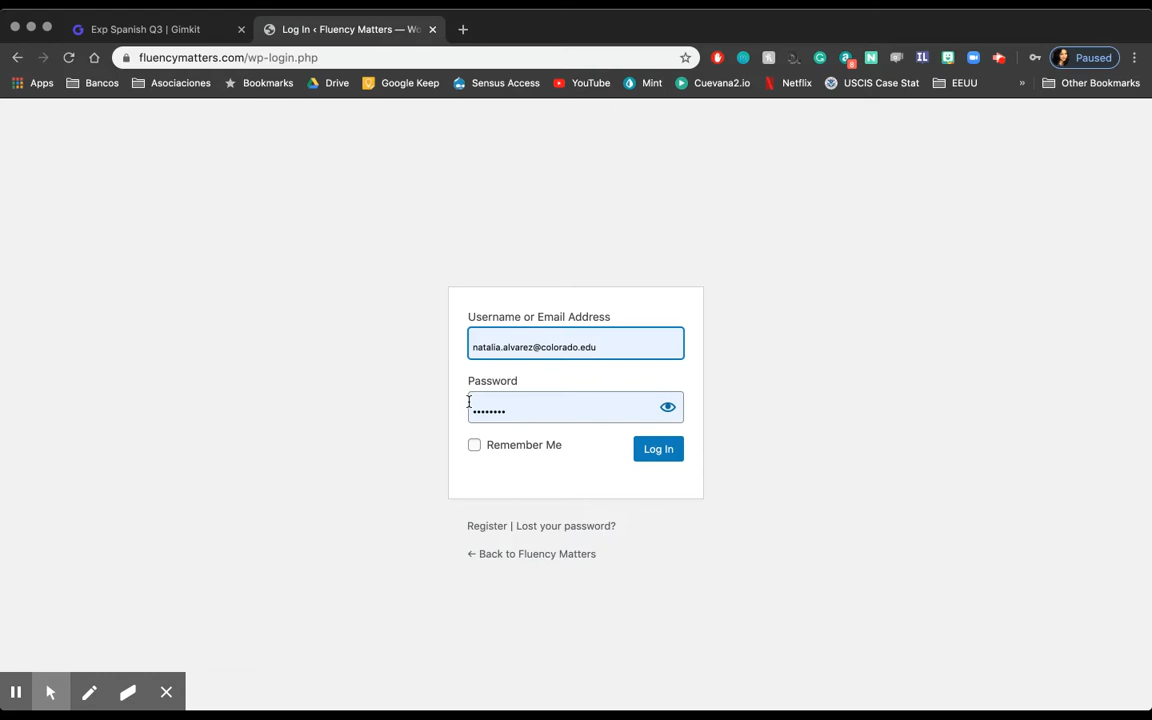 Exp Spanish Q3 | Gimkit
Log In ‹ Fluency Matters — Wo
fluencymatters.com/wp-login.php
Paused
Apps Bancos Asociaciones Bookmarks Drive Google Keep Sensus Access YouTube Mint Cuevana2.io Netflix USCIS Case Stat EEUU » Other Bookmarks
Username or Email Address
natalia.alvarez@colorado.edu
Password
Remember Me
Log In
Register | Lost your password?
← Back to Fluency Matters